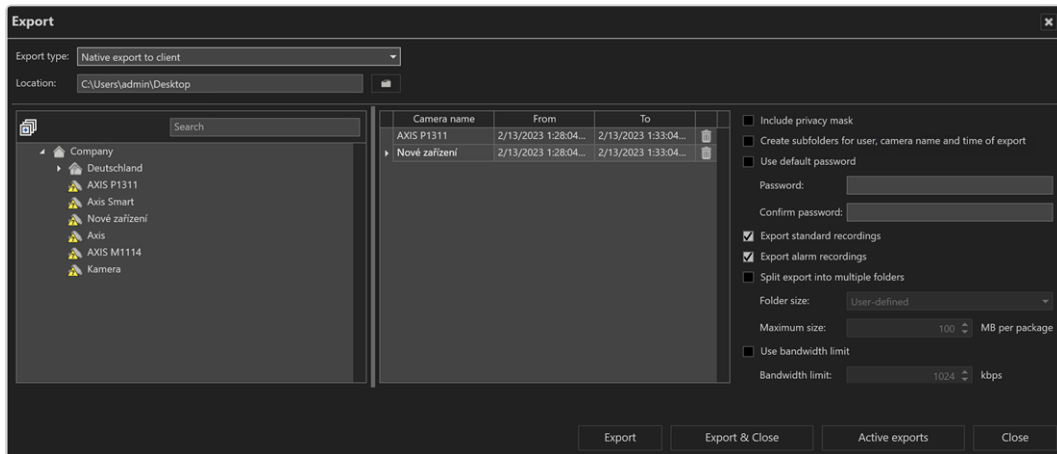 Export
Export type: Native export to client
Location: C:\Users\admin\Desktop
Search
Company
Deutschland
AXIS P1311
Axis Smart
Nové zařízení
Axis
AXIS M1114
Kamera
Camera name From To
AXIS P1311 2/13/2023 1:28:04... 2/13/2023 1:33:04...
Nové zařízení 2/13/2023 1:28:04... 2/13/2023 1:33:04...
Include privacy mask
Create subfolders for user, camera name and time of export
Use default password
Password:
Confirm password:
Export standard recordings
Export alarm recordings
Split export into multiple folders
Folder size: User-defined
Maximum size: 100 MB per package
Use bandwidth limit
Bandwidth limit: 1024 kbps
Export Export & Close Active exports Close